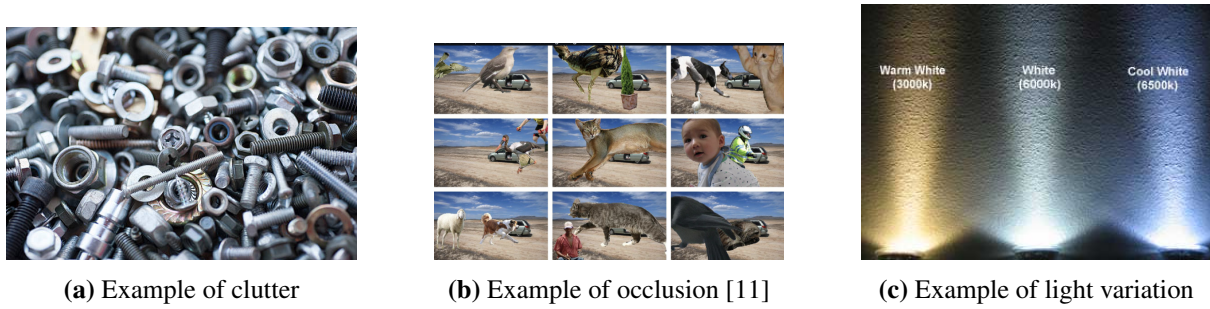 Warm White
(3000k)
White
(6000k)
Cool White
(6500k)
(a) Example of clutter
(b) Example of occlusion [11]
(c) Example of light variation